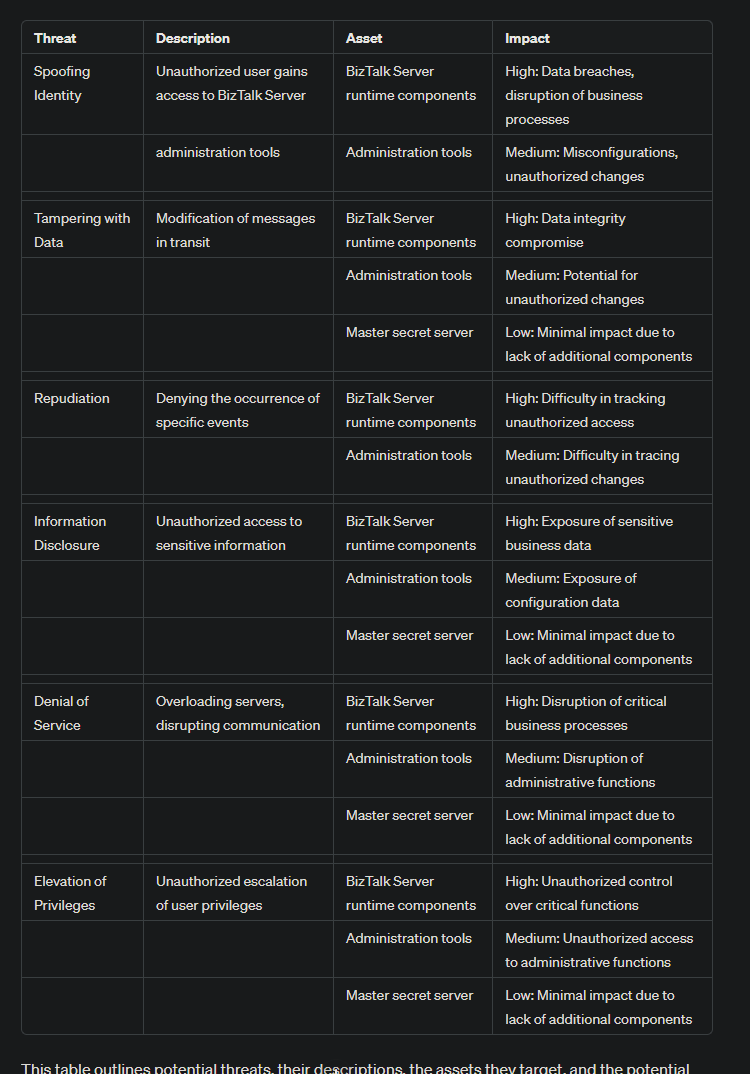 Threat Description Asset Impact
Spoofing Unauthorized user gains BizTalk Server High: Data breaches,
Identity access to BizTalk Server runtime components disruption of business
processes
administration tools Administration tools Medium: Misconfigurations,
unauthorized changes
Tampering with Modification of messages BizTalk Server High: Data integrity
Data in transit runtime components compromise
Administration tools Medium: Potential for
unauthorized changes
Master secret server Low: Minimal impact due to
lack of additional components
Repudiation Denying the occurrence of BizTalk Server High: Difficulty in tracking
specific events runtime components unauthorized access
Administration tools Medium: Difficulty in tracing
unauthorized changes
Information Unauthorized access to BizTalk Server High: Exposure of sensitive
Disclosure sensitive information runtime components business data
Administration tools Medium: Exposure of
configuration data
Master secret server Low: Minimal impact due to
lack of additional components
Denial of Overloading servers, BizTalk Server High: Disruption of critical
Service disrupting communication runtime components business processes
Administration tools Medium: Disruption of
administrative functions
Master secret server Low: Minimal impact due to
lack of additional components
Elevation of Unauthorized escalation BizTalk Server High: Unauthorized control
Privileges of user privileges runtime components over critical functions
Administration tools Medium: Unauthorized access
to administrative functions
Master secret server Low: Minimal impact due to
lack of additional components
This table outlines potential threats, their descriptions, the assets they target, and the potential